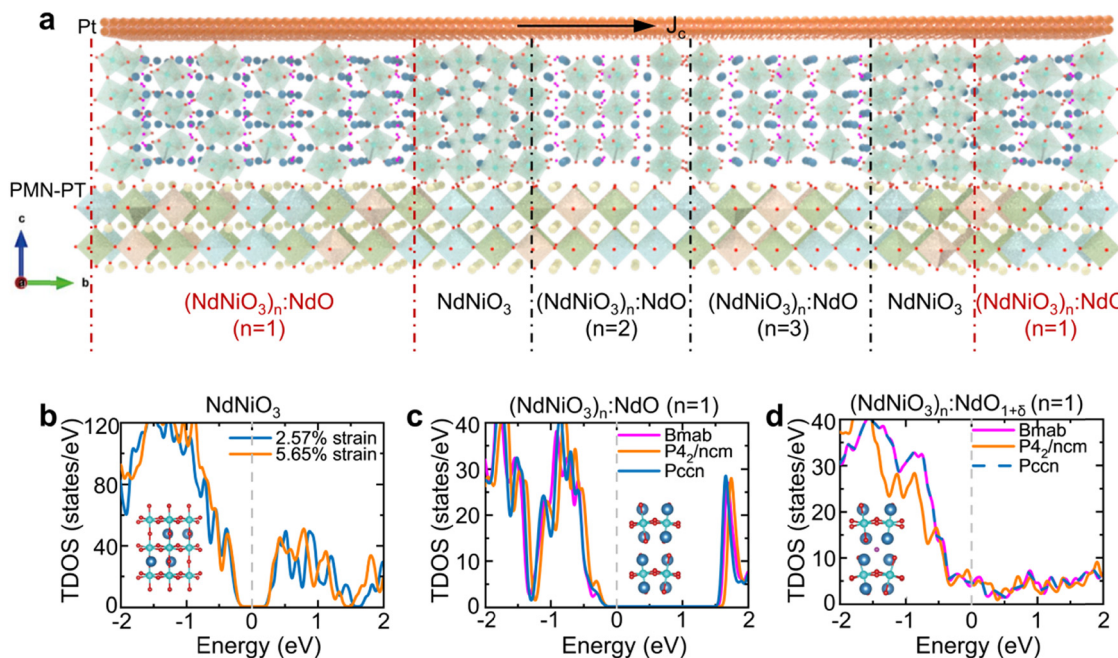 a
Pt
J꜀
PMN-PT
c
a
b
(NdNiO₃)ₙ:NdO
(n=1)
NdNiO₃
(NdNiO₃)ₙ:NdO
(n=2)
(NdNiO₃)ₙ:NdO
(n=3)
NdNiO₃
(NdNiO₃)ₙ:NdO
(n=1)
b
NdNiO₃
2.57% strain
5.65% strain
TDOS (states/eV)
120
80
40
0
-2 -1 0 1 2
Energy (eV)
c
(NdNiO₃)ₙ:NdO (n=1)
Bmab
P4₂/ncm
Pccn
TDOS (states/eV)
40
30
20
10
0
-2 -1 0 1 2
Energy (eV)
d
(NdNiO₃)ₙ:NdO₁₊δ (n=1)
Bmab
P4₂/ncm
Pccn
TDOS (states/eV)
40
30
20
10
0
-2 -1 0 1 2
Energy (eV)